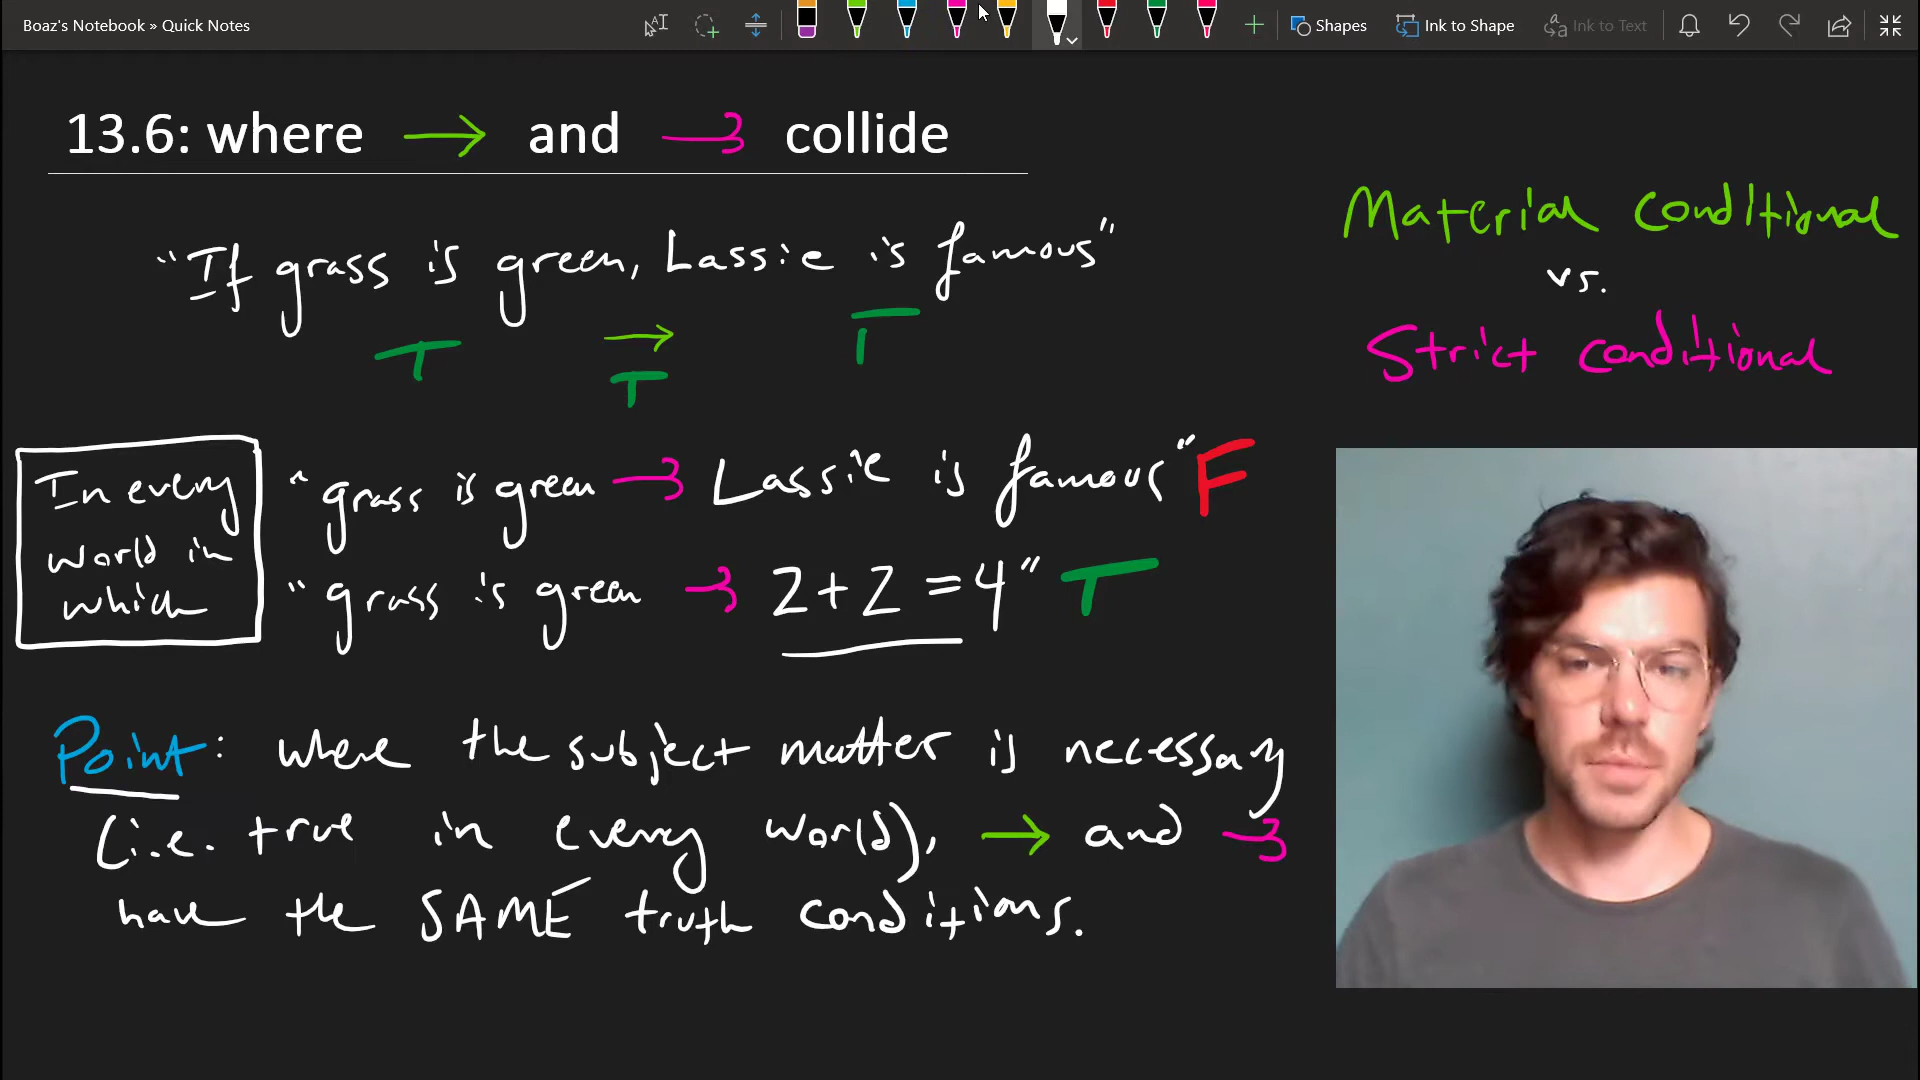 Boaz's Notebook » Quick Notes
Shapes
Ink to Shape
Ink to Text
13.6: where → and ⥽ collide
Material conditional
vs.
Strict conditional
"If grass is green, Lassie is famous"
T → T
T
In every
world in
which
"grass is green ⥽ Lassie is famous" F
"grass is green ⥽ 2+2=4" T
Point: where the subject matter is necessary
(i.e. true in every world), → and ⥽
have the SAME truth conditions.